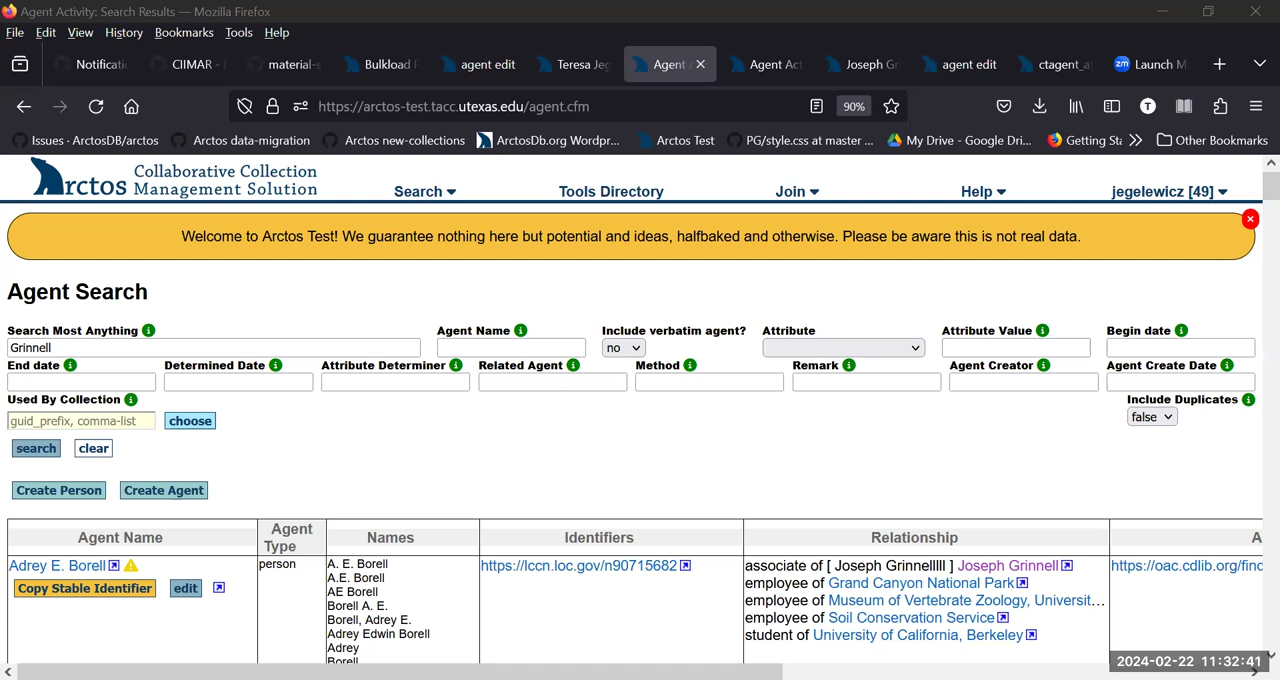 Agent Activity: Search Results — Mozilla Firefox
File Edit View History Bookmarks Tools Help
Notificati CIIMAR - material-s Bulkload agent edit Teresa Jeg Agent Agent Act Joseph Gr agent edit ctagent_a zm Launch M
https://arctos-test.tacc.utexas.edu/agent.cfm 90% T
Issues · ArctosDB/arctos Arctos data-migration Arctos new-collections ArctosDb.org Wordpr... Arctos Test PG/style.css at master ... My Drive - Google Dri... Getting Sta Other Bookmarks
Arctos Collaborative Collection
Management Solution
Search Tools Directory Join Help jegelewicz [49]
Welcome to Arctos Test! We guarantee nothing here but potential and ideas, halfbaked and otherwise. Please be aware this is not real data.
Agent Search
Search Most Anything Agent Name Include verbatim agent? Attribute Attribute Value Begin date
Grinnell no
End date Determined Date Attribute Determiner Related Agent Method Remark Agent Creator Agent Create Date
Used By Collection Include Duplicates
guid_prefix, comma-list choose false
search clear
Create Person Create Agent
Agent Name Agent Type Names Identifiers Relationship A
Adrey E. Borell person A. E. Borell https://lccn.loc.gov/n90715682 associate of [ Joseph Grinnelllll ] Joseph Grinnell https://oac.cdlib.org/find
Copy Stable Identifier edit A.E. Borell employee of Grand Canyon National Park
AE Borell employee of Museum of Vertebrate Zoology, Universit...
Borell A. E. employee of Soil Conservation Service
Borell, Adrey E. student of University of California, Berkeley
Adrey Edwin Borell
Adrey
Borell
2024-02-22 11:32:41